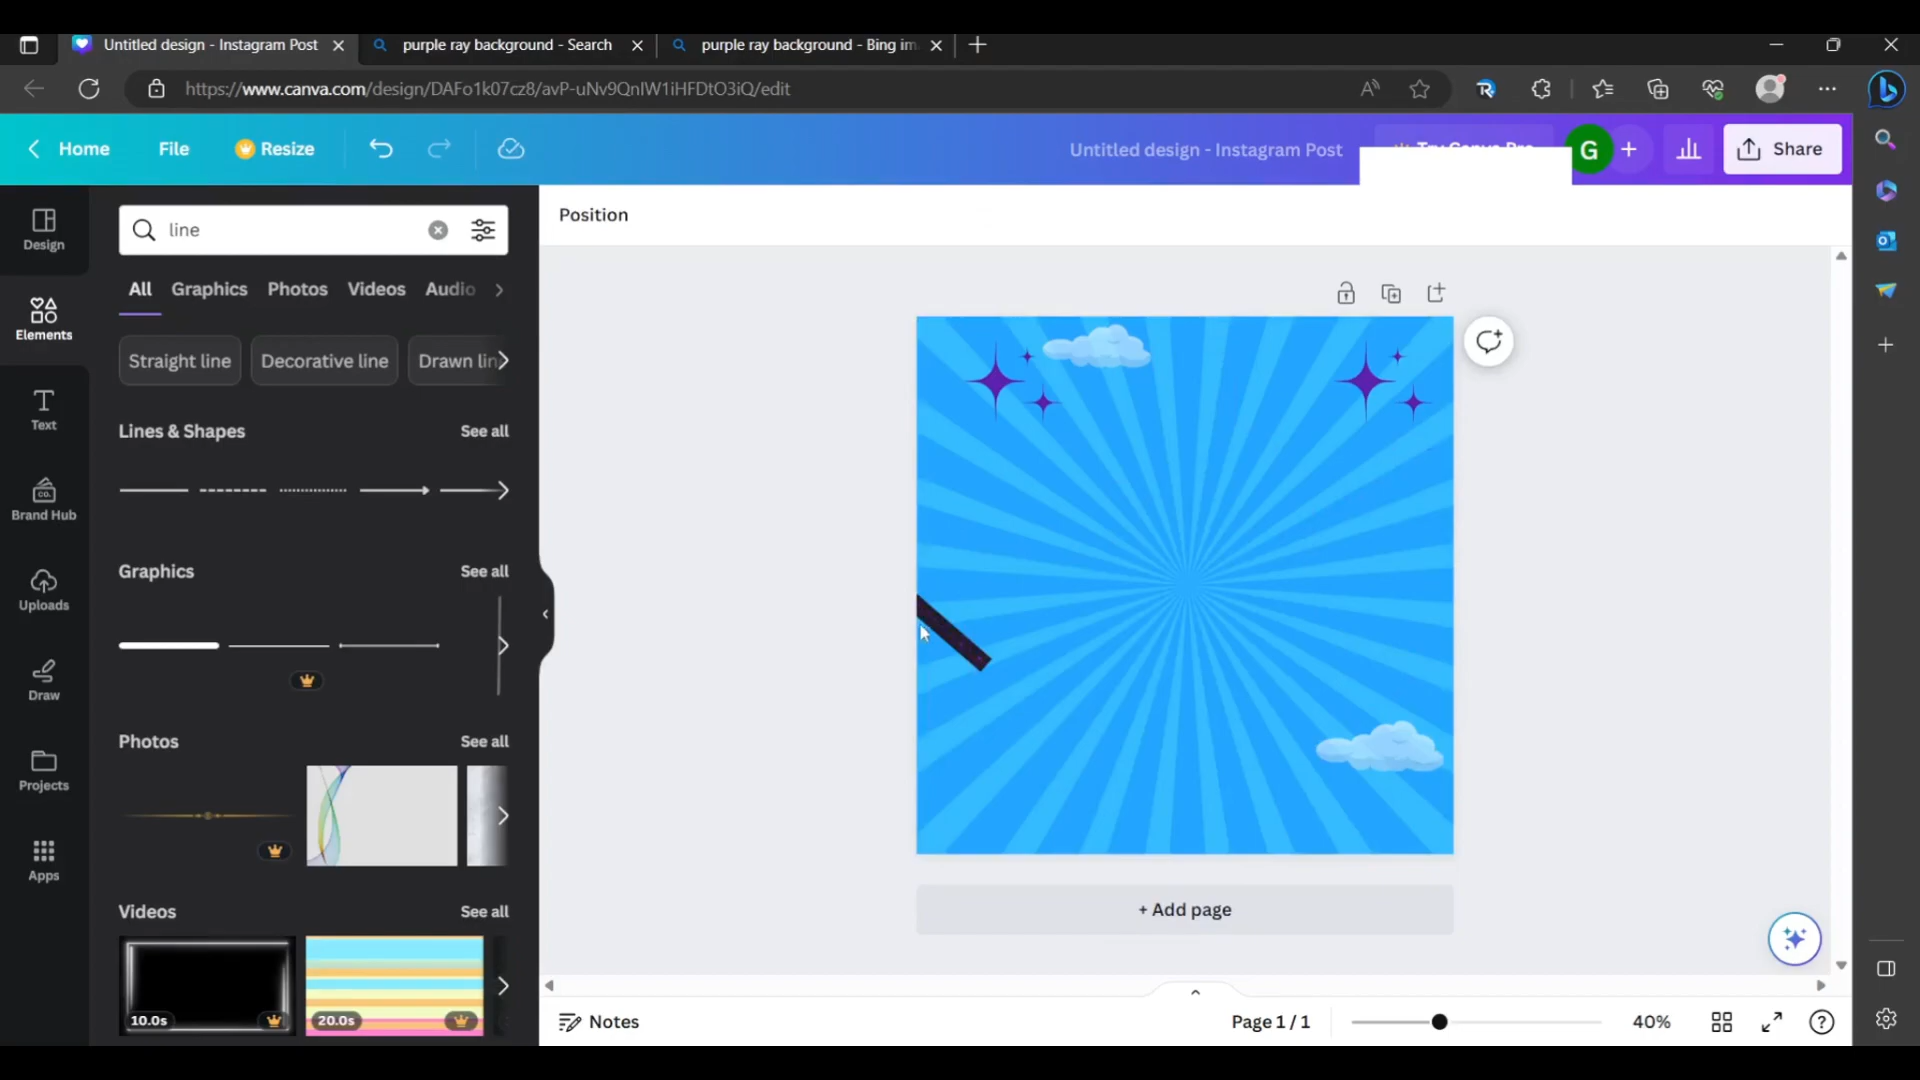 Untitled design - Instagram Post
purple ray background - Search
purple ray background - Bing im
https://www.canva.com/design/DAFo1k07cz8/avP-uNv9QnIW1iHFDtO3iQ/edit
Home
File
Resize
Untitled design - Instagram Post
Try Canva Pro
G
Share
Design
Elements
Text
Brand Hub
Uploads
Draw
Projects
Apps
line
All
Graphics
Photos
Videos
Audio
Straight line
Decorative line
Drawn lin
Lines & Shapes
See all
Graphics
See all
Photos
See all
Videos
See all
10.0s
20.0s
Position
+ Add page
Notes
Page 1 / 1
40%